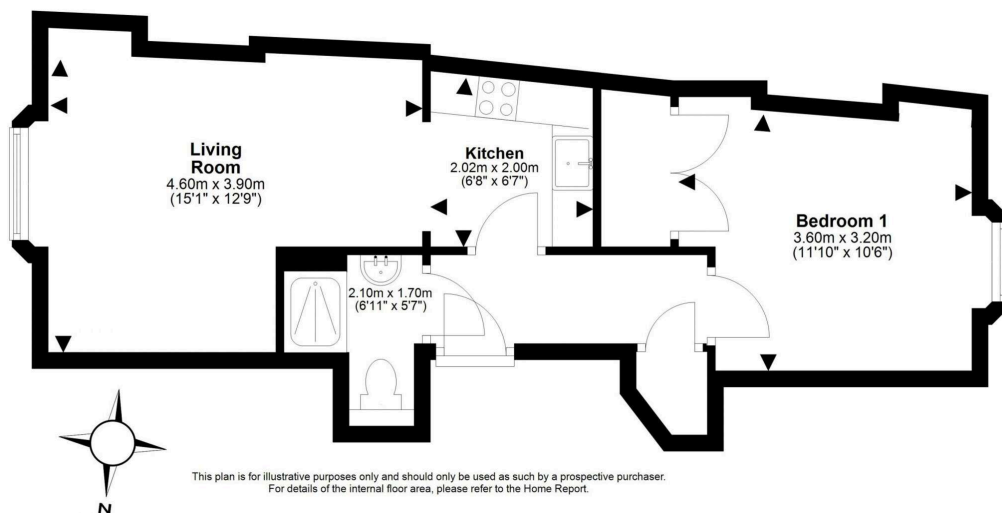 Living
Room
4.60m x 3.90m
(15'1" x 12'9")
Kitchen
2.02m x 2.00m
(6'8" x 6'7")
Bedroom 1
3.60m x 3.20m
(11'10" x 10'6")
2.10m x 1.70m
(6'11" x 5'7")
N
This plan is for illustrative purposes only and should only be used as such by a prospective purchaser.
For details of the internal floor area, please refer to the Home Report.